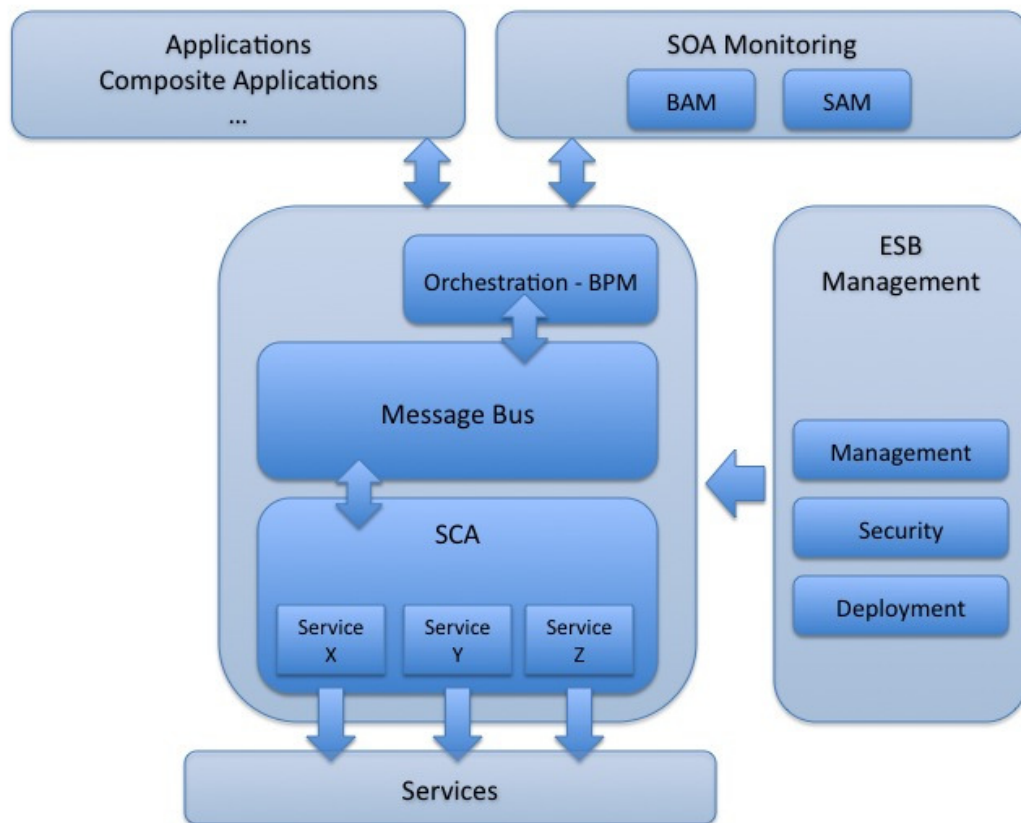 Applications
Composite Applications
...
SOA Monitoring
BAM
SAM
Orchestration - BPM
Message Bus
SCA
Service
X
Service
Y
Service
Z
ESB
Management
Management
Security
Deployment
Services